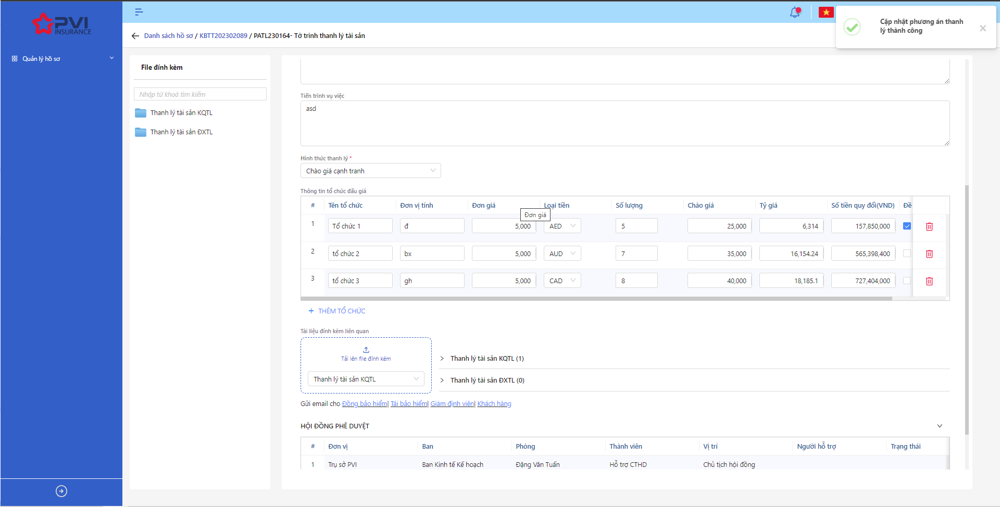 PVI
INSURANCE
Quản lý hồ sơ
Danh sách hồ sơ / KBTT202302089 / PATL230164- Tờ trình thanh lý tài sản
Cập nhật phương án thanh
lý thành công
File đính kèm
Nhập từ khoá tìm kiếm
Thanh lý tài sản KQTL
Thanh lý tài sản ĐXTL
Tiến trình vụ việc
asd
Hình thức thanh lý *
Chào giá cạnh tranh
Thông tin tổ chức đấu giá
# Tên tổ chức Đơn vị tính Đơn giá Loại tiền Số lượng Chào giá Tỷ giá Số tiền quy đổi(VND) Đề
Đơn giá
1 Tổ chức 1 đ 5,000 AED 5 25,000 6,314 157,850,000
2 tổ chức 2 bx 5,000 AUD 7 35,000 16,154.24 565,398,400
3 tổ chức 3 gh 5,000 CAD 8 40,000 18,185.1 727,404,000
+ THÊM TỔ CHỨC
Tài liệu đính kèm liên quan
Tải lên file đính kèm
Thanh lý tài sản KQTL
Thanh lý tài sản KQTL (1)
Thanh lý tài sản ĐXTL (0)
Gửi email cho Đồng bảo hiểm| Tái bảo hiểm| Giám định viên| Khách hàng
HỘI ĐỒNG PHÊ DUYỆT
# Đơn vị Ban Phòng Thành viên Vị trí Người hỗ trợ Trạng thái
1 Trụ sở PVI Ban Kinh tế Kế hoạch Đặng Văn Tuấn Hỗ trợ CTHD Chủ tịch hội đồng